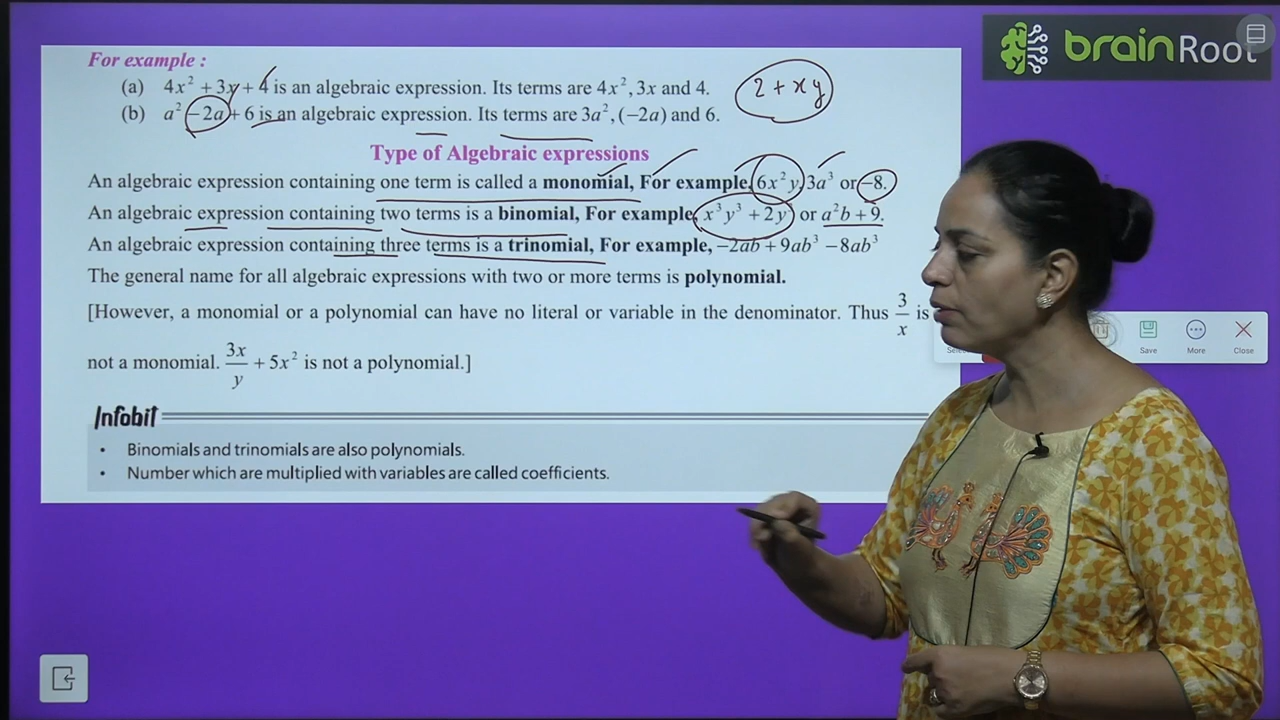 brainRoot
For example :
(a) 4x² + 3y + 4 is an algebraic expression. Its terms are 4x², 3x and 4.
2 + xy
(b) a² − 2a + 6 is an algebraic expression. Its terms are 3a², (−2a) and 6.
Type of Algebraic expressions
An algebraic expression containing one term is called a monomial, For example, 6x²y, 3a³ or −8.
An algebraic expression containing two terms is a binomial, For example, x³y³ + 2y or a²b + 9.
An algebraic expression containing three terms is a trinomial, For example, −2ab + 9ab³ − 8ab³
The general name for all algebraic expressions with two or more terms is polynomial.
[However, a monomial or a polynomial can have no literal or variable in the denominator. Thus 3/x is
not a monomial. 3x/y + 5x² is not a polynomial.]
Save More Close
Infobit
• Binomials and trinomials are also polynomials.
• Number which are multiplied with variables are called coefficients.